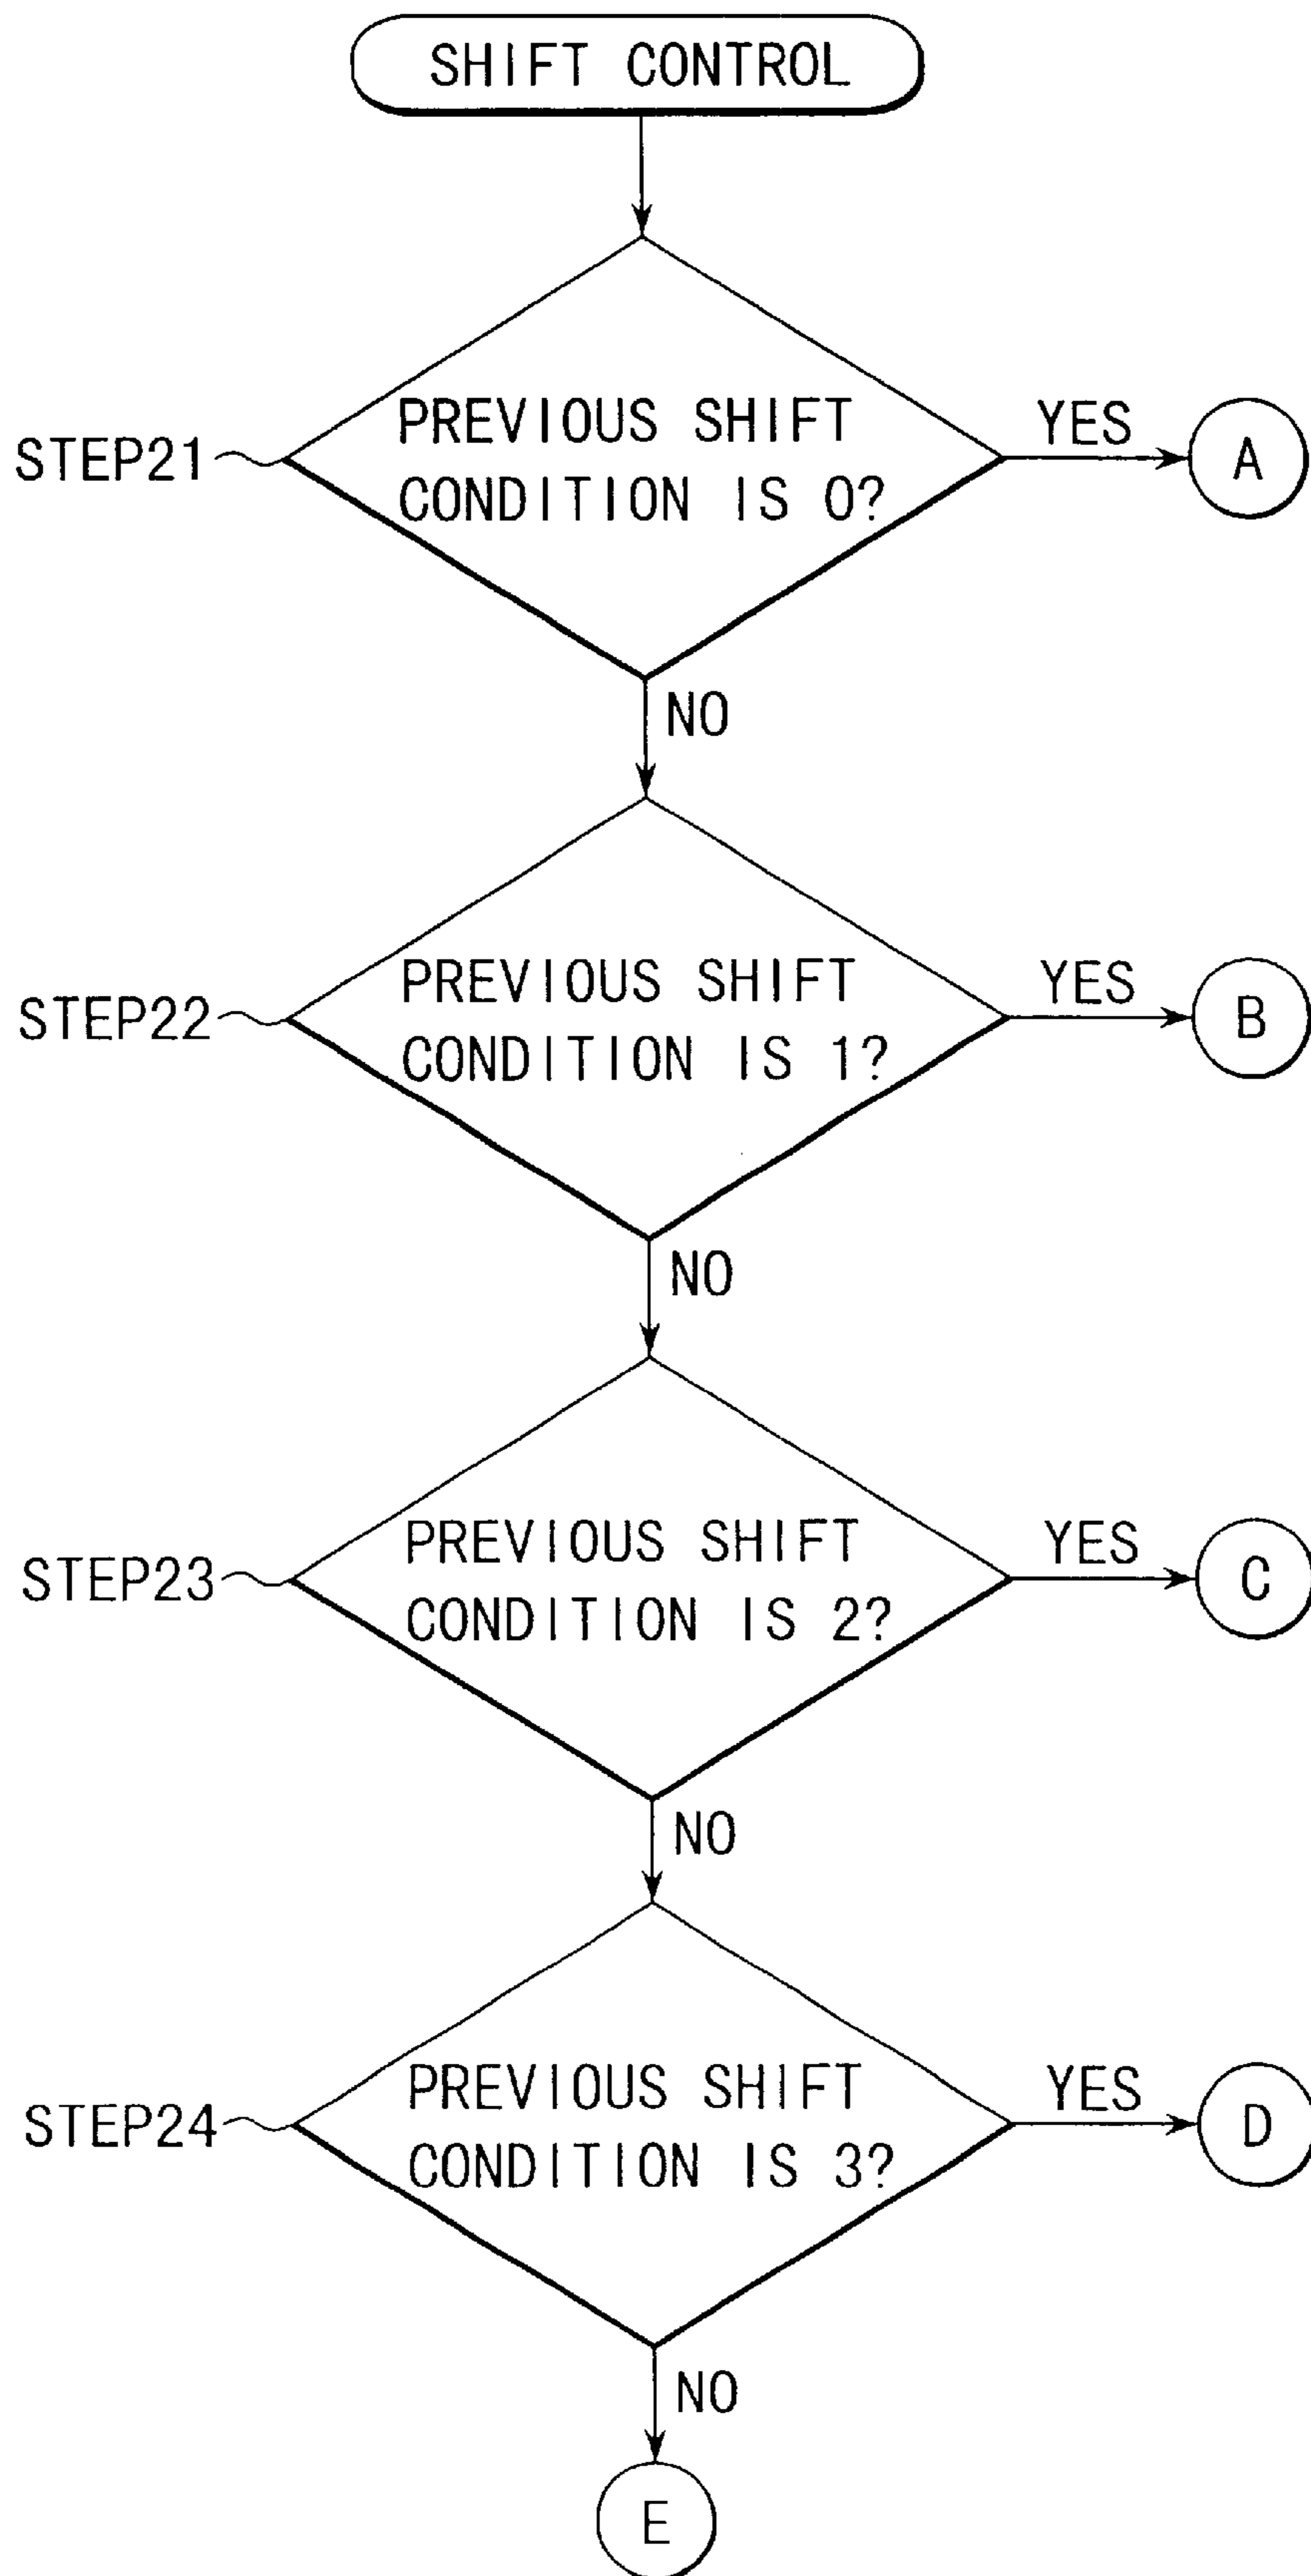 SHIFT CONTROL
PREVIOUS SHIFT
CONDITION IS 0?
STEP21
YES
A
NO
PREVIOUS SHIFT
CONDITION IS 1?
STEP22
YES
B
NO
PREVIOUS SHIFT
CONDITION IS 2?
STEP23
YES
C
NO
PREVIOUS SHIFT
CONDITION IS 3?
STEP24
YES
D
NO
E